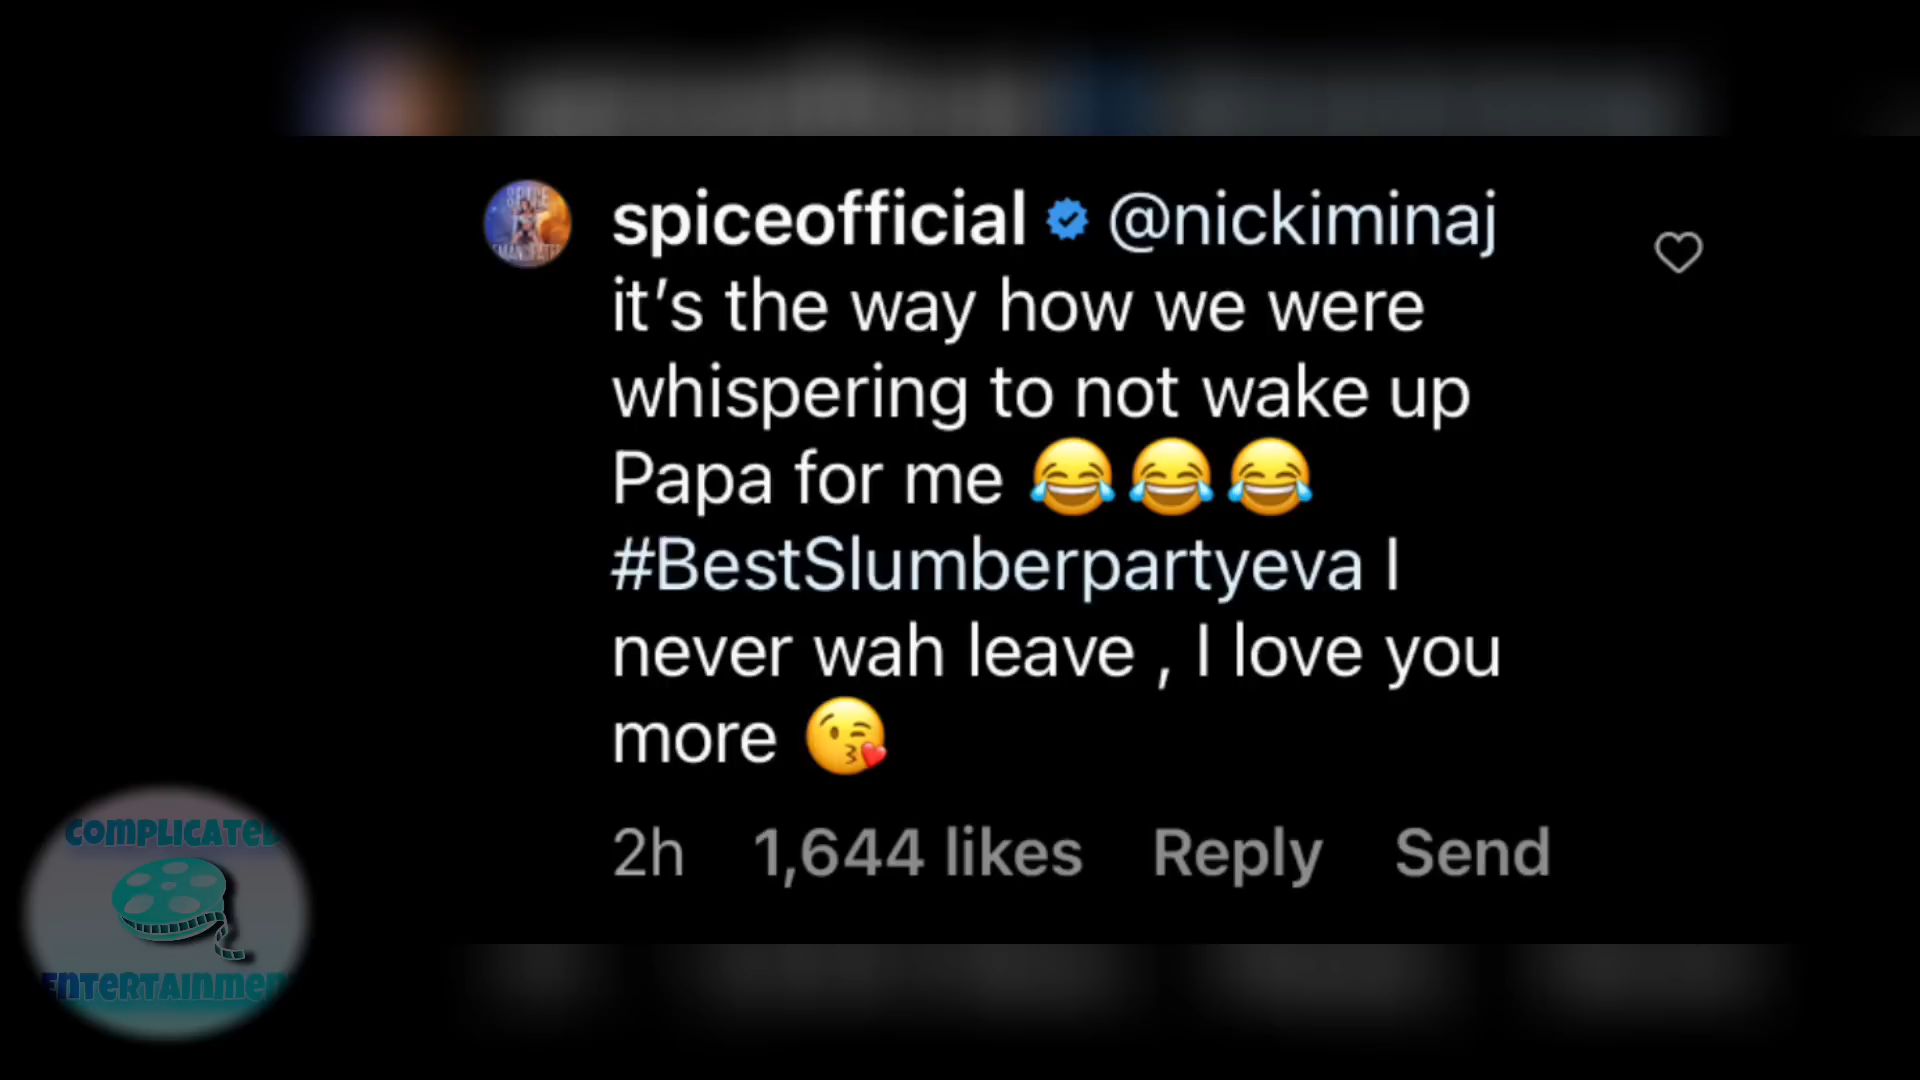 spiceofficial @nickiminaj
it’s the way how we were
whispering to not wake up
Papa for me 😂😂😂
#BestSlumberpartyeva I
never wah leave , I love you
more 😘
2h 1,644 likes Reply Send
SPICE
COMPLICATED
ENTERTAINMEN